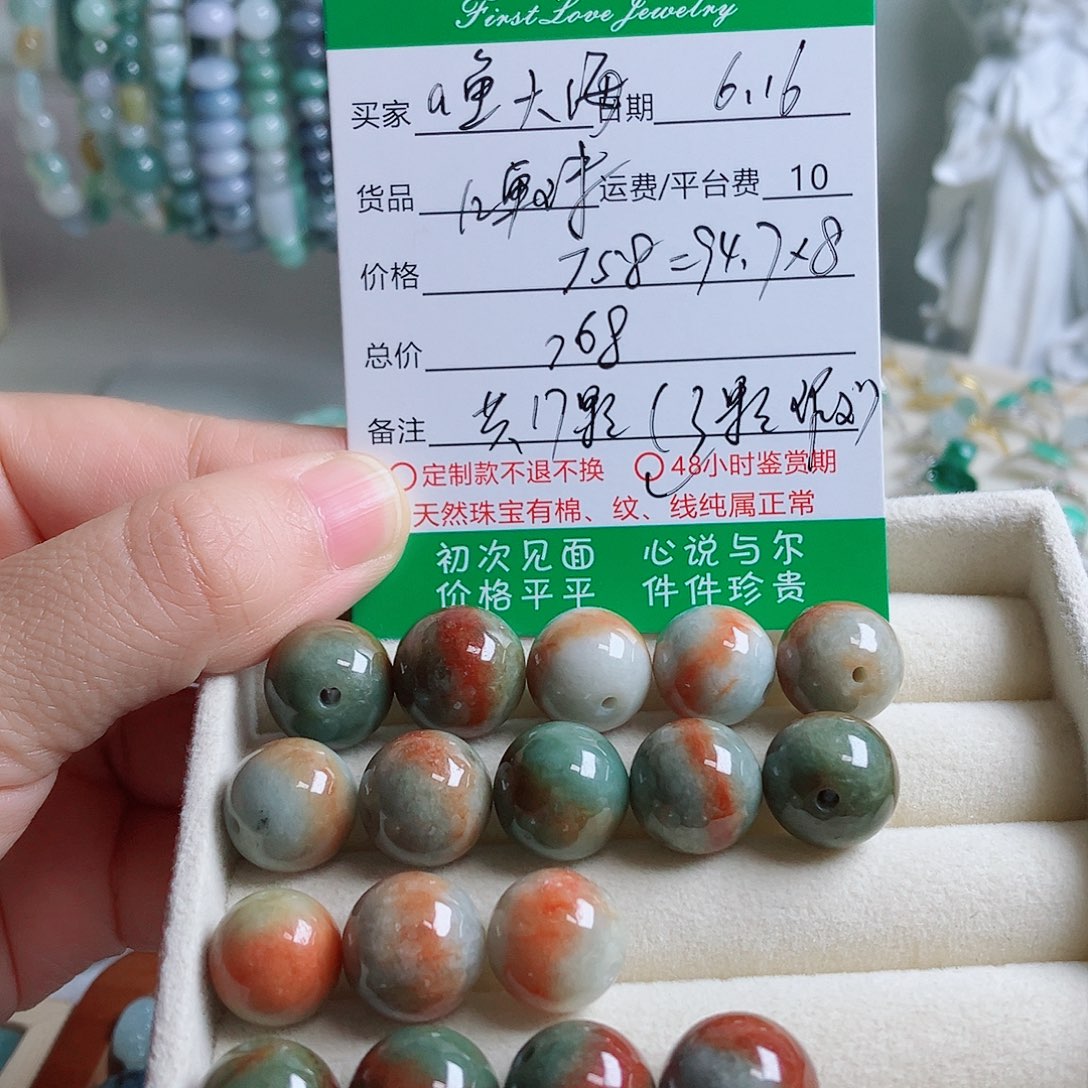 First Love Jewelry
买家 a鱼大海 日期 6.16
货品 运费/平台费 10
价格 758=94.7×8
总价 768
备注 共17颗(3颗
定制款不退不换 48小时鉴赏期
天然珠宝有棉、纹、线纯属正常
初次见面 心说与尔
价格平平 件件珍贵